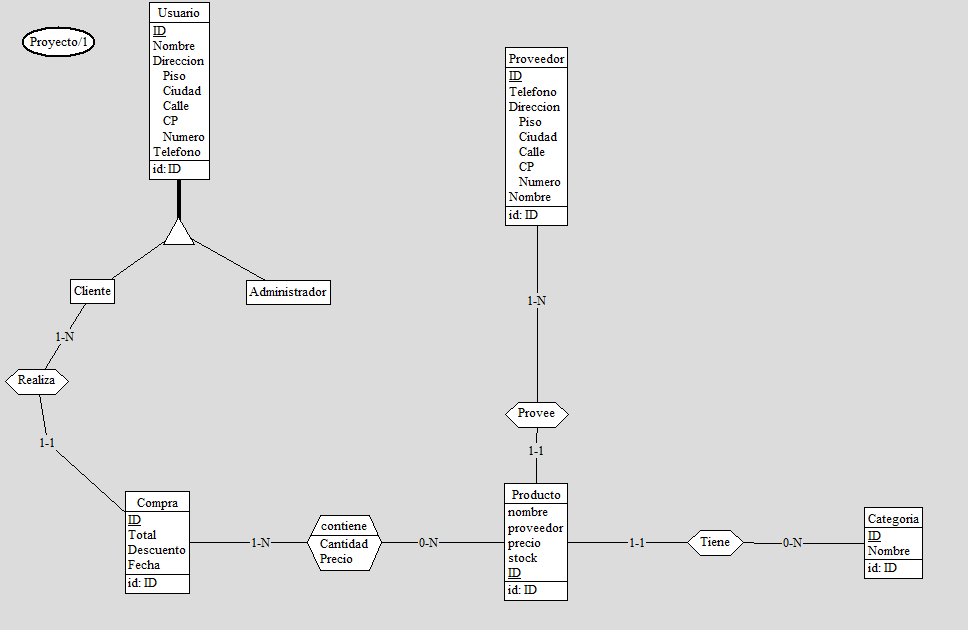 Proyecto/1
Usuario
ID
Nombre
Direccion
Piso
Ciudad
Calle
CP
Numero
Telefono
id: ID
Proveedor
ID
Telefono
Direccion
Piso
Ciudad
Calle
CP
Numero
Nombre
id: ID
Cliente
Administrador
1-N
1-N
Realiza
Provee
1-1
1-1
Compra
ID
Total
Descuento
Fecha
id: ID
1-N
contiene
Cantidad
Precio
0-N
Producto
nombre
proveedor
precio
stock
ID
id: ID
1-1
Tiene
0-N
Categoria
ID
Nombre
id: ID